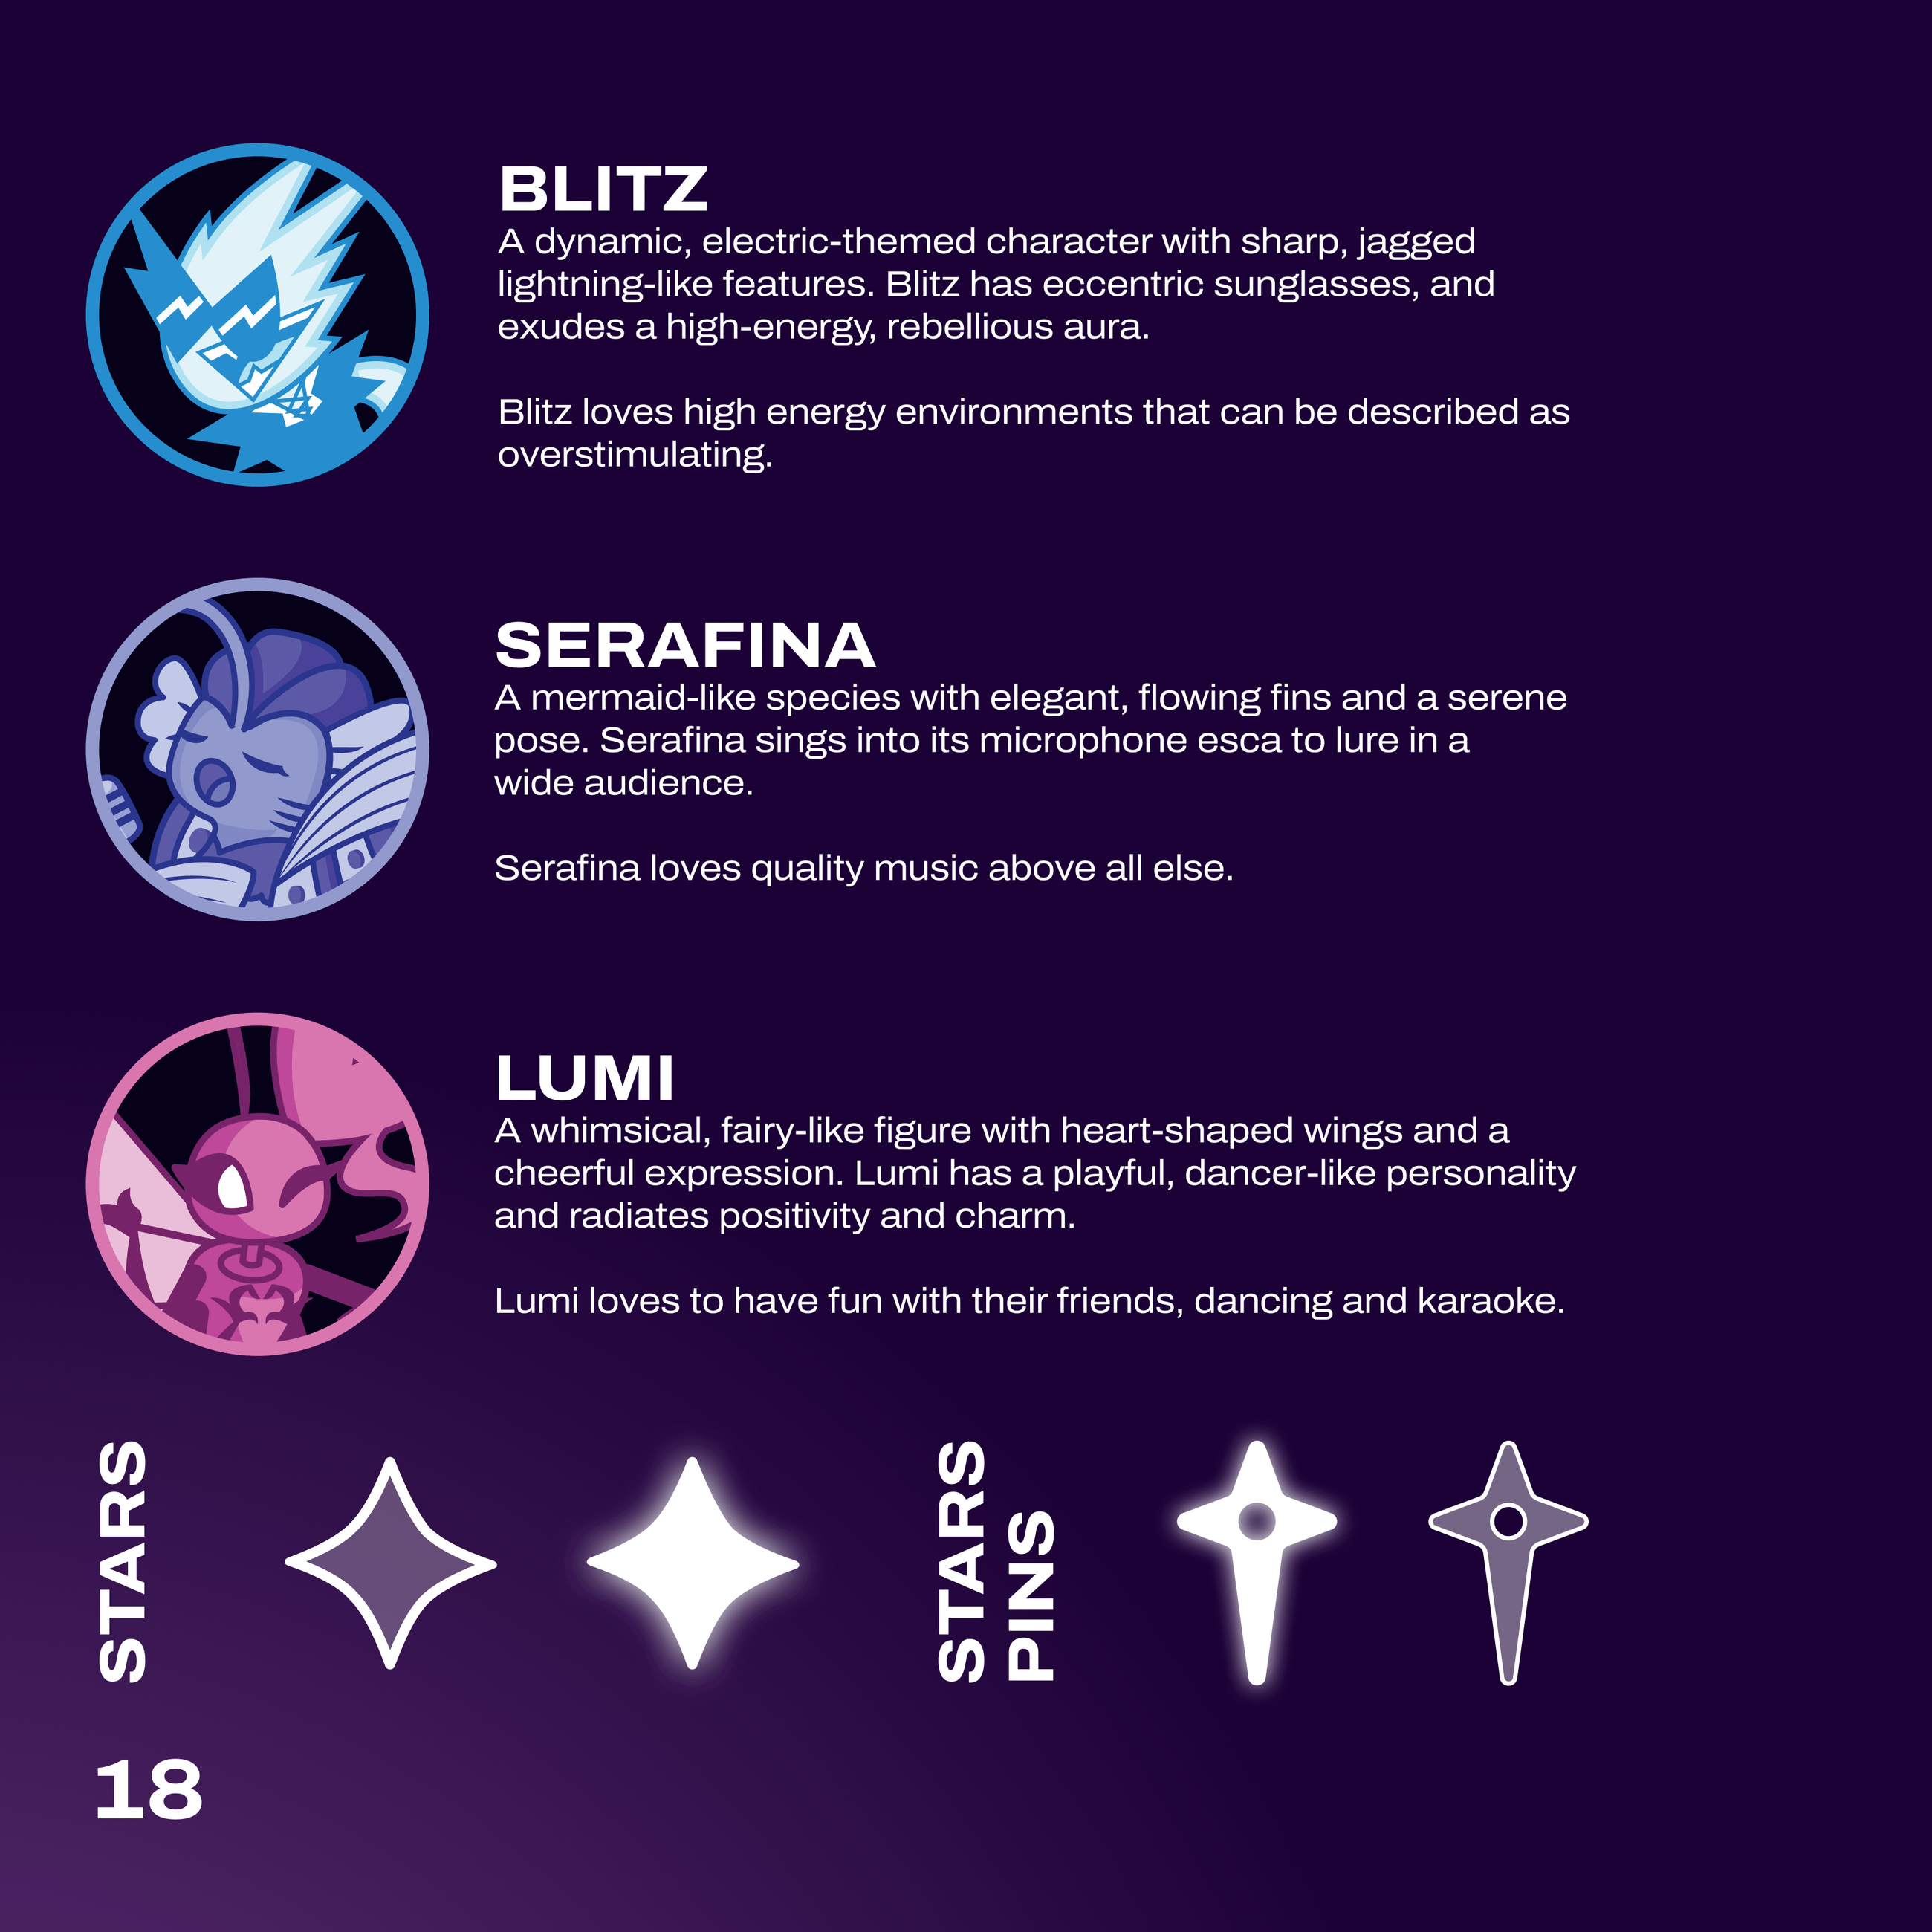 BLITZ
A dynamic, electric-themed character with sharp, jagged
lightning-like features. Blitz has eccentric sunglasses, and
exudes a high-energy, rebellious aura.
Blitz loves high energy environments that can be described as
overstimulating.
SERAFINA
A mermaid-like species with elegant, flowing fins and a serene
pose. Serafina sings into its microphone esca to lure in a
wide audience.
Serafina loves quality music above all else.
LUMI
A whimsical, fairy-like figure with heart-shaped wings and a
cheerful expression. Lumi has a playful, dancer-like personality
and radiates positivity and charm.
Lumi loves to have fun with their friends, dancing and karaoke.
STARS
STARS
PINS
18